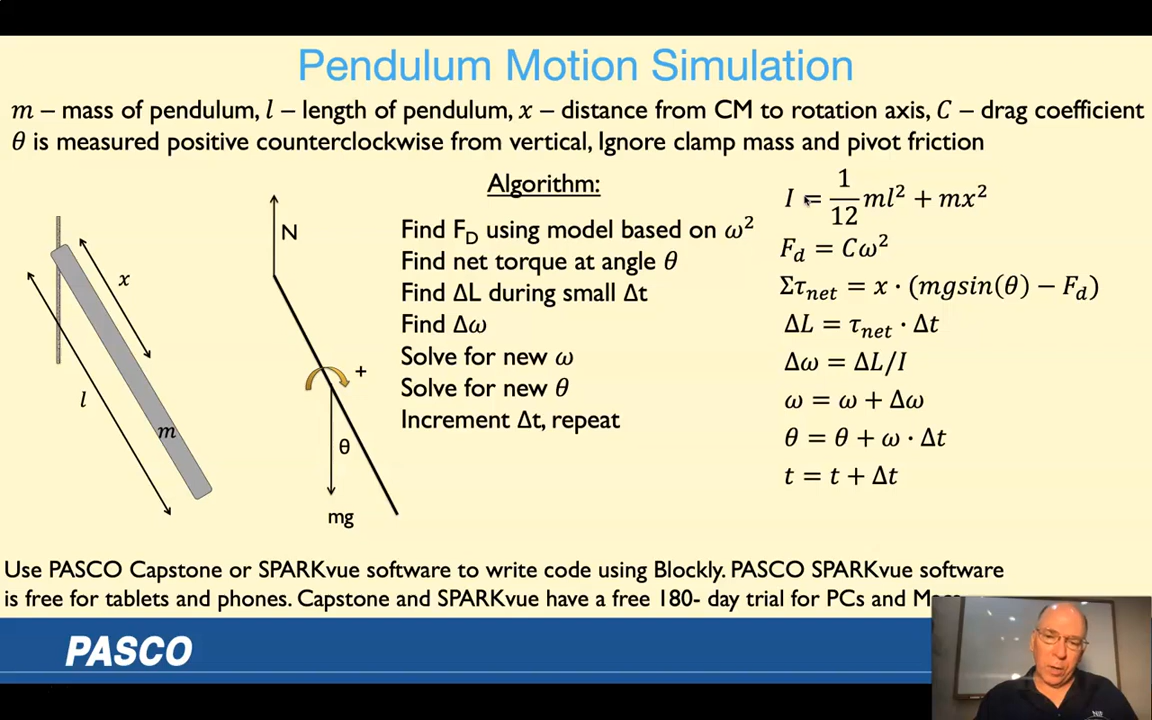 Pendulum Motion Simulation
m – mass of pendulum, l – length of pendulum, x – distance from CM to rotation axis, C – drag coefficient
θ is measured positive counterclockwise from vertical, Ignore clamp mass and pivot friction
x
l
m
N
+
θ
mg
Algorithm:
Find F_D using model based on ω²
Find net torque at angle θ
Find ΔL during small Δt
Find Δω
Solve for new ω
Solve for new θ
Increment Δt, repeat
I = 1/12 ml² + mx²
F_d = Cω²
Στ_net = x · (mgsin(θ) − F_d)
ΔL = τ_net · Δt
Δω = ΔL/I
ω = ω + Δω
θ = θ + ω · Δt
t = t + Δt
Use PASCO Capstone or SPARKvue software to write code using Blockly. PASCO SPARKvue software
is free for tablets and phones. Capstone and SPARKvue have a free 180- day trial for PCs and
PASCO